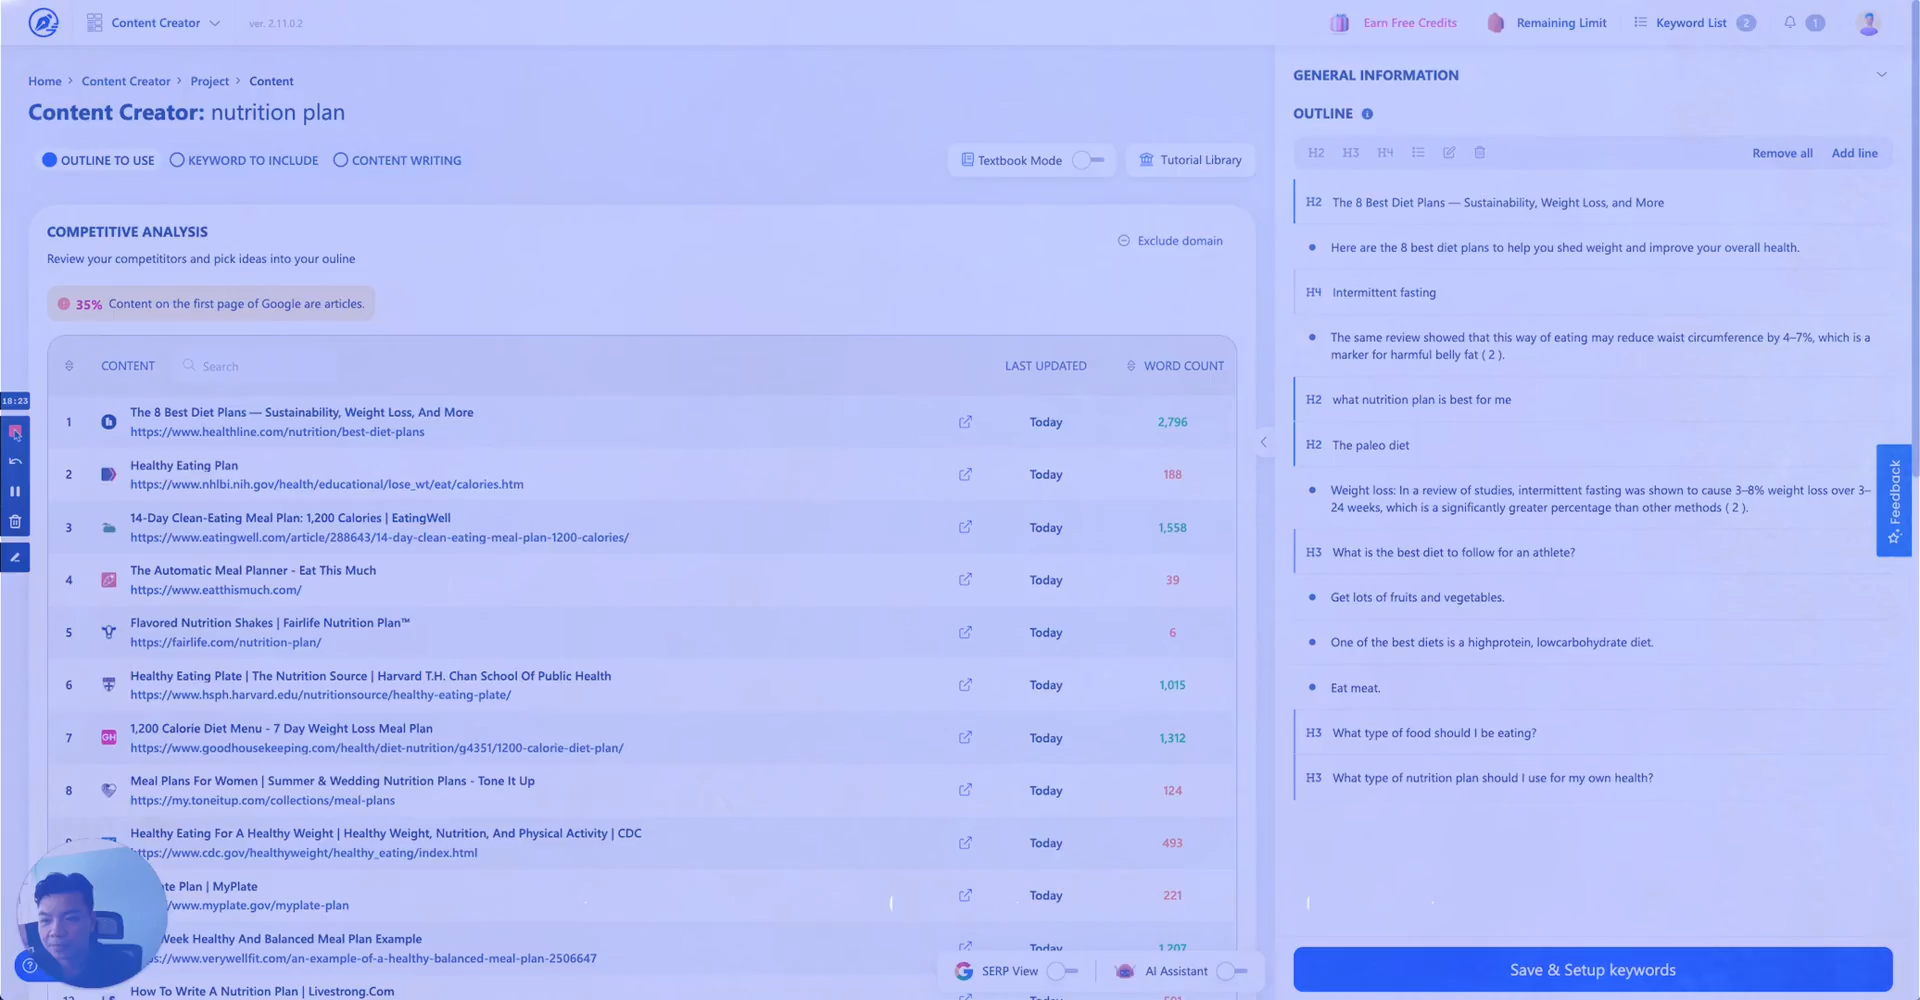 Content Creator
ver. 2.11.0.2
Earn Free Credits
Remaining Limit
Keyword List 2
1
Home > Content Creator > Project > Content
Content Creator: nutrition plan
OUTLINE TO USE
KEYWORD TO INCLUDE
CONTENT WRITING
Textbook Mode
Tutorial Library
COMPETITIVE ANALYSIS
Review your competititors and pick ideas into your ouline
Exclude domain
35% Content on the first page of Google are articles.
CONTENT Search LAST UPDATED WORD COUNT
1 The 8 Best Diet Plans — Sustainability, Weight Loss, And More
https://www.healthline.com/nutrition/best-diet-plans
Today 2,796
2 Healthy Eating Plan
https://www.nhlbi.nih.gov/health/educational/lose_wt/eat/calories.htm
Today 188
3 14-Day Clean-Eating Meal Plan: 1,200 Calories | EatingWell
https://www.eatingwell.com/article/288643/14-day-clean-eating-meal-plan-1200-calories/
Today 1,558
4 The Automatic Meal Planner - Eat This Much
https://www.eatthismuch.com/
Today 39
5 Flavored Nutrition Shakes | Fairlife Nutrition Plan™
https://fairlife.com/nutrition-plan/
Today 6
6 Healthy Eating Plate | The Nutrition Source | Harvard T.H. Chan School Of Public Health
https://www.hsph.harvard.edu/nutritionsource/healthy-eating-plate/
Today 1,015
7 GH 1,200 Calorie Diet Menu - 7 Day Weight Loss Meal Plan
https://www.goodhousekeeping.com/health/diet-nutrition/g4351/1200-calorie-diet-plan/
Today 1,312
8 Meal Plans For Women | Summer & Wedding Nutrition Plans - Tone It Up
https://my.toneitup.com/collections/meal-plans
Today 124
Healthy Eating For A Healthy Weight | Healthy Weight, Nutrition, And Physical Activity | CDC
https://www.cdc.gov/healthyweight/healthy_eating/index.html
Today 493
Plan | MyPlate
www.myplate.gov/myplate-plan
Today 221
Week Healthy And Balanced Meal Plan Example
www.verywellfit.com/an-example-of-a-healthy-balanced-meal-plan-2506647
Today 1,207
How To Write A Nutrition Plan | Livestrong.Com
SERP View
AI Assistant
18:23
GENERAL INFORMATION
OUTLINE
H2 H3 H4 Remove all Add line
H2 The 8 Best Diet Plans — Sustainability, Weight Loss, and More
Here are the 8 best diet plans to help you shed weight and improve your overall health.
H4 Intermittent fasting
The same review showed that this way of eating may reduce waist circumference by 4–7%, which is a
marker for harmful belly fat ( 2 ).
H2 what nutrition plan is best for me
H2 The paleo diet
Weight loss: In a review of studies, intermittent fasting was shown to cause 3–8% weight loss over 3–
24 weeks, which is a significantly greater percentage than other methods ( 2 ).
H3 What is the best diet to follow for an athlete?
Get lots of fruits and vegetables.
One of the best diets is a highprotein, lowcarbohydrate diet.
Eat meat.
H3 What type of food should I be eating?
H3 What type of nutrition plan should I use for my own health?
Save & Setup keywords
Feedback